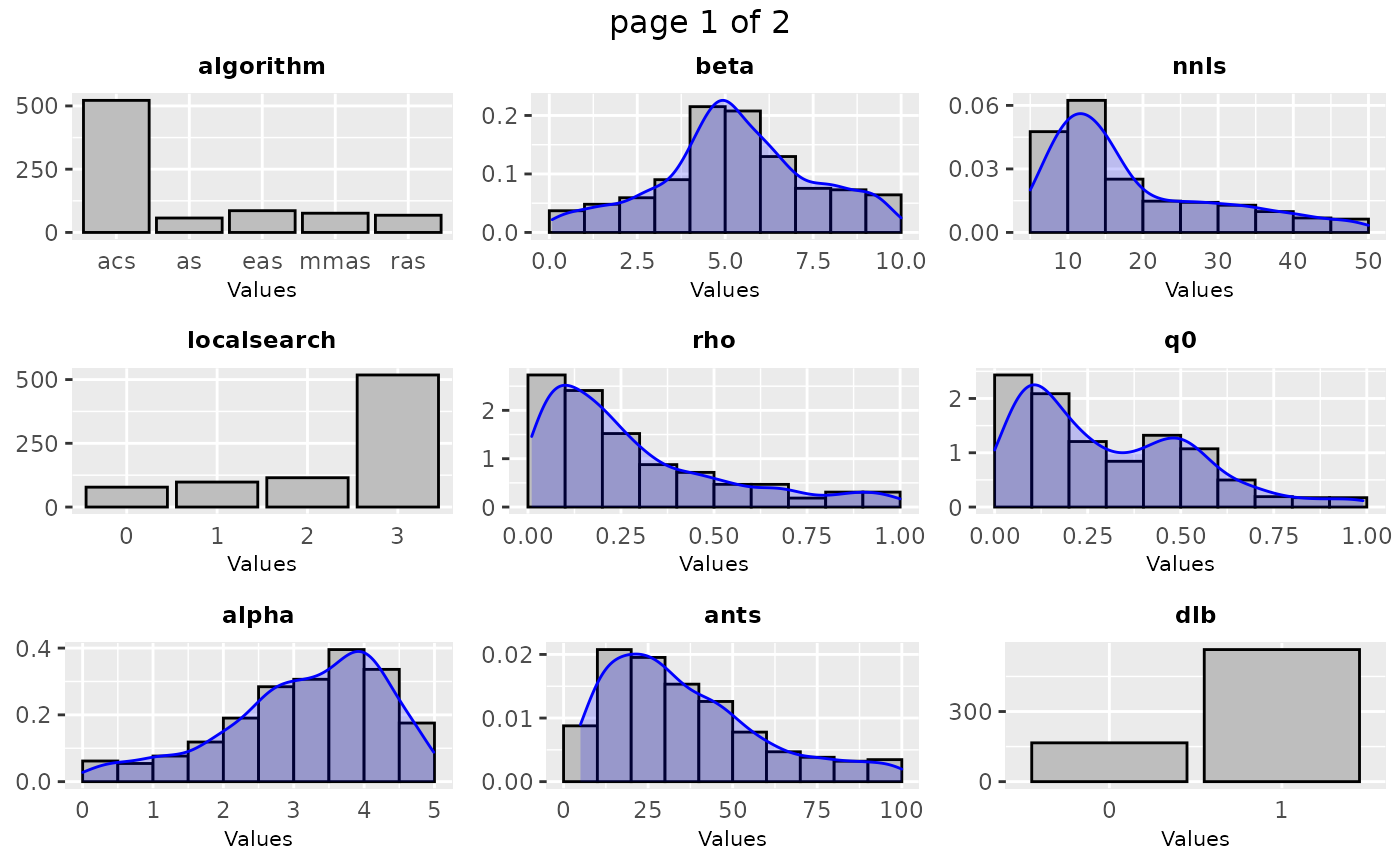 page 1 of 2
algorithm
500
250
0
acs as eas mmas ras
Values
beta
0.2
0.1
0.0
0.0 2.5 5.0 7.5 10.0
Values
nnls
0.06
0.03
0.00
10 20 30 40 50
Values
localsearch
500
250
0
0 1 2 3
Values
rho
2
1
0
0.00 0.25 0.50 0.75 1.00
Values
q0
2
1
0
0.00 0.25 0.50 0.75 1.00
Values
alpha
0.4
0.2
0.0
0 1 2 3 4 5
Values
ants
0.02
0.01
0.00
0 25 50 75 100
Values
dlb
300
0
0 1
Values